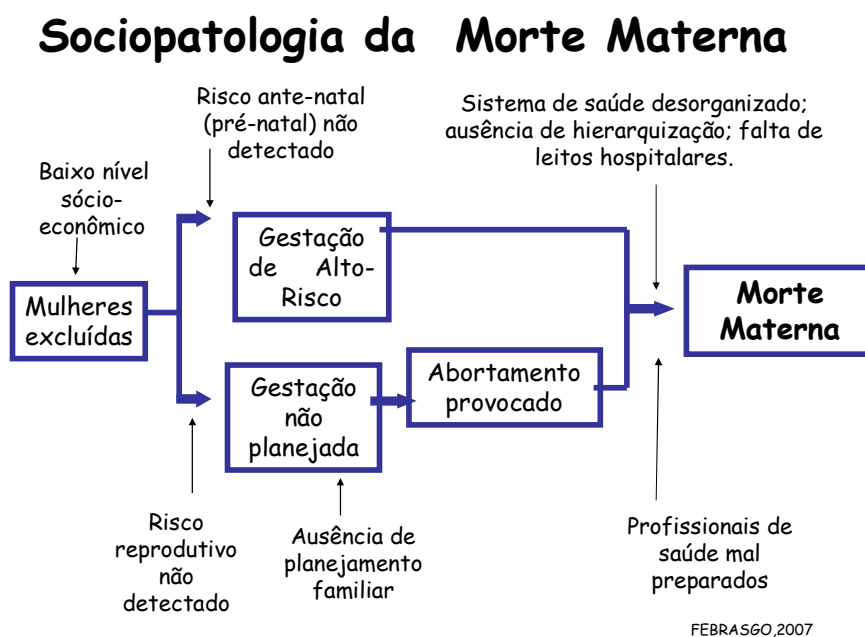 Sociopatologia da Morte Materna
Risco ante-natal
(pré-natal) não
detectado
Sistema de saúde desorganizado;
ausência de hierarquização; falta de
leitos hospitalares.
Baixo nível
sócio-
econômico
Gestação
de Alto-
Risco
Mulheres
excluídas
Morte
Materna
Gestação
não
planejada
Abortamento
provocado
Risco
reprodutivo
não
detectado
Ausência de
planejamento
familiar
Profissionais de
saúde mal
preparados
FEBRASGO,2007